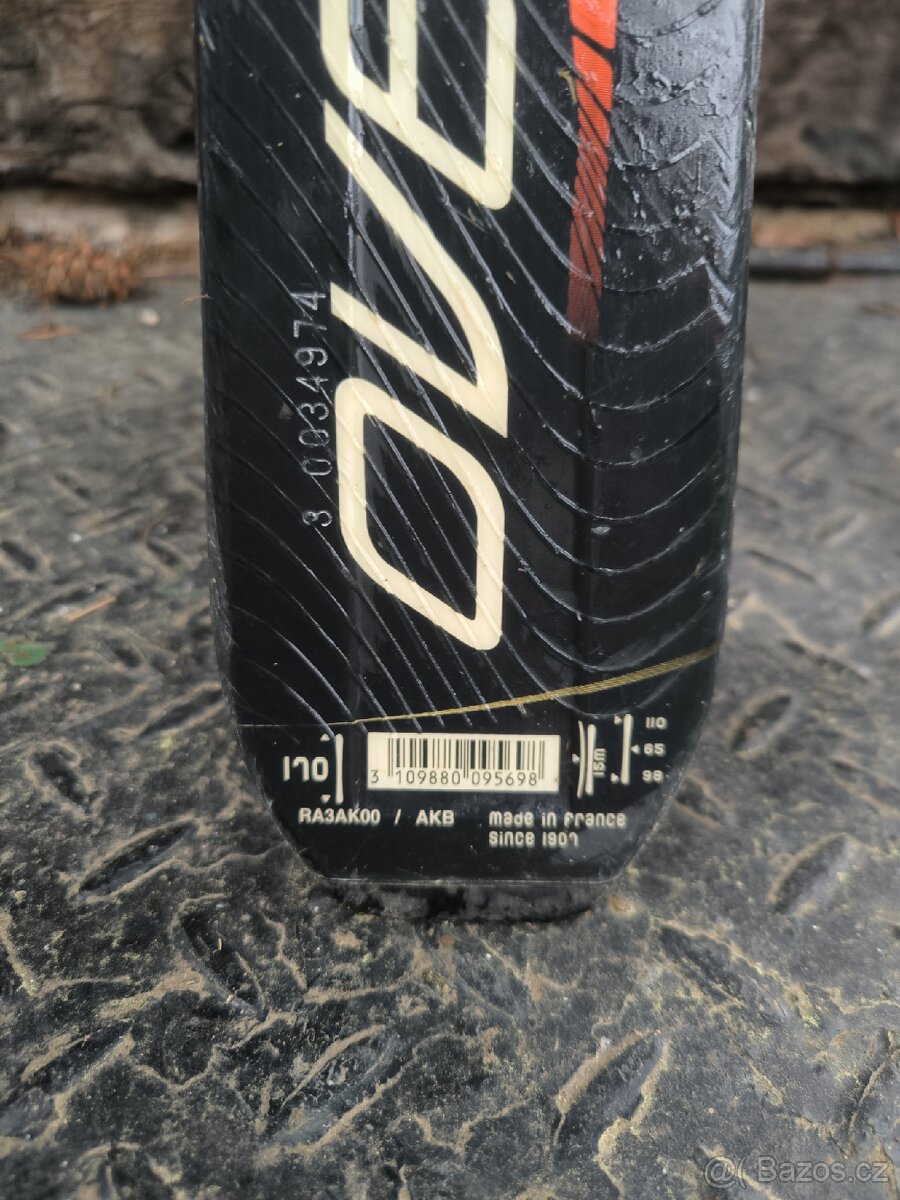 OVE
3 0034974
170
3 109880 095698
15m
110
65
98
RA3AK00 / AKB
made in France
since 1907
@( Bazos.cz